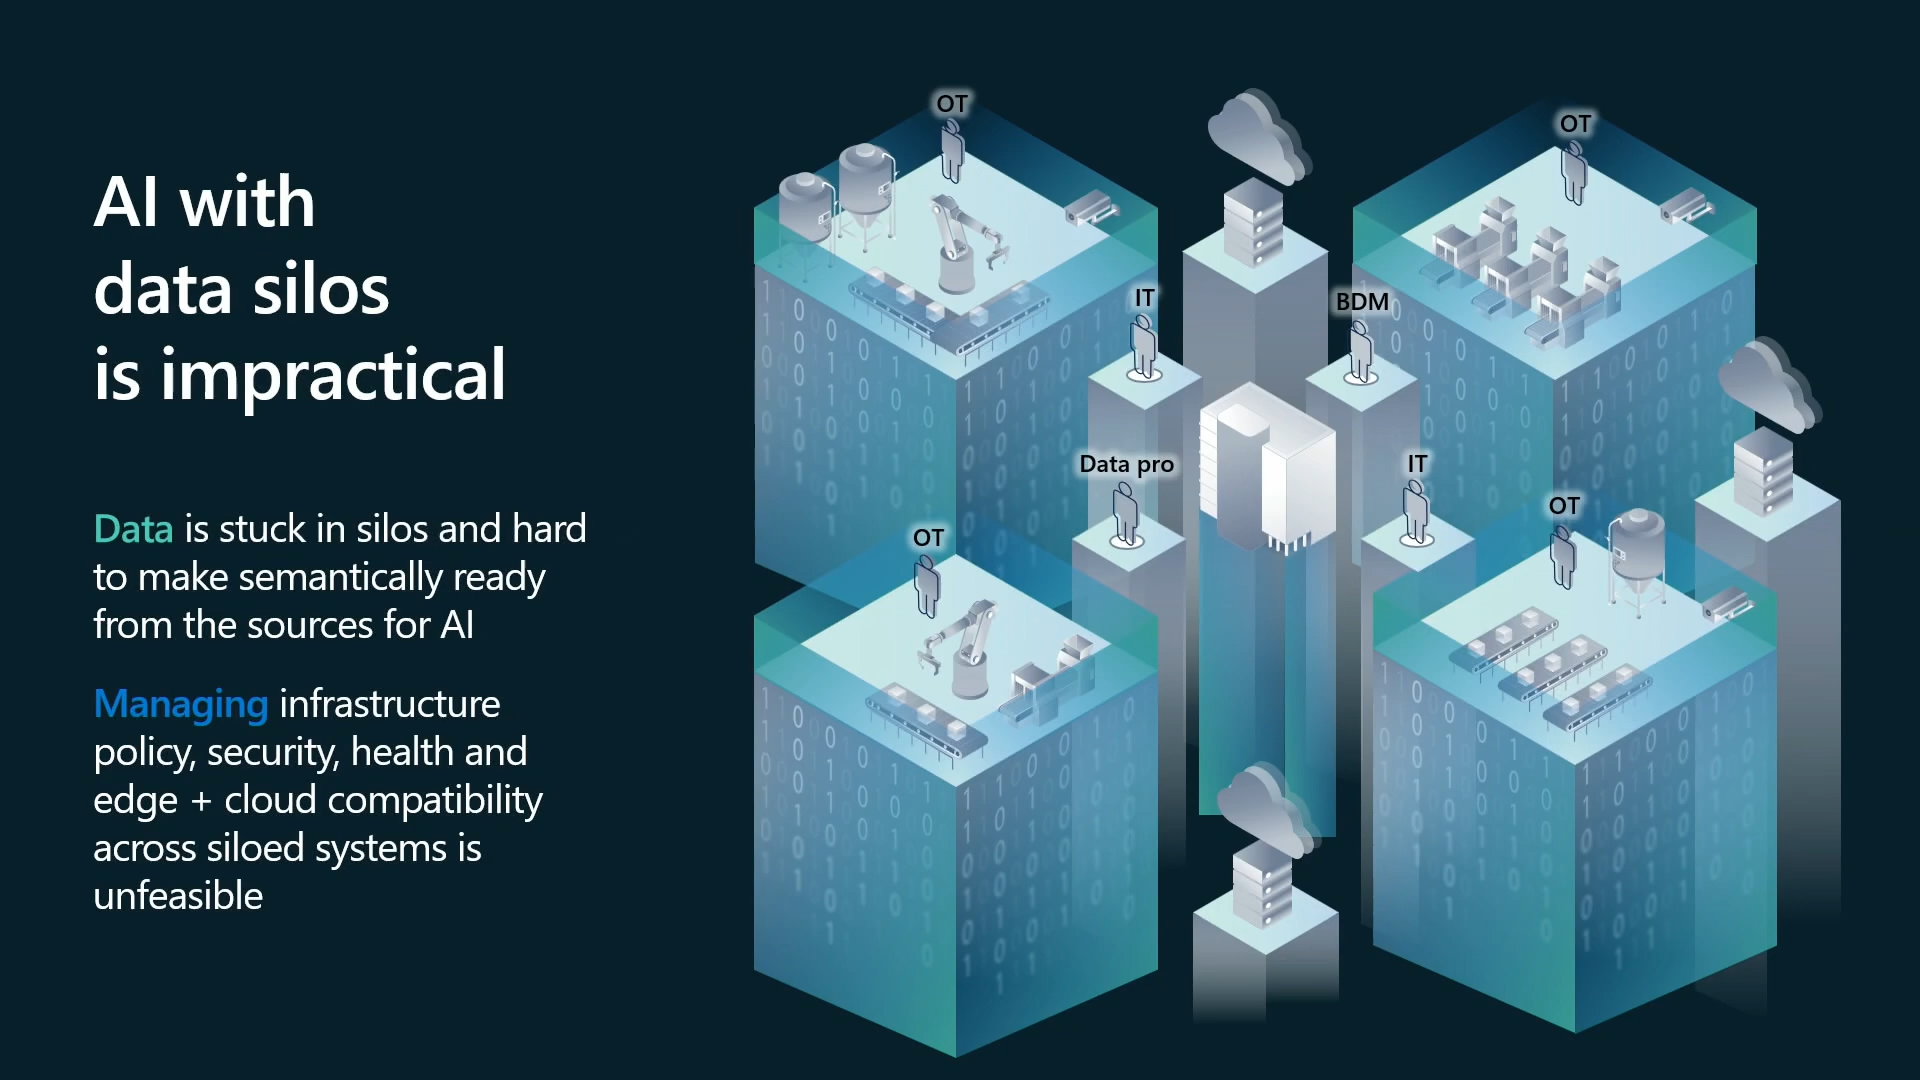 AI with
data silos
is impractical
Data is stuck in silos and hard
to make semantically ready
from the sources for AI
Managing infrastructure
policy, security, health and
edge + cloud compatibility
across siloed systems is
unfeasible
OT
OT
IT
BDM
Data pro
IT
OT
OT